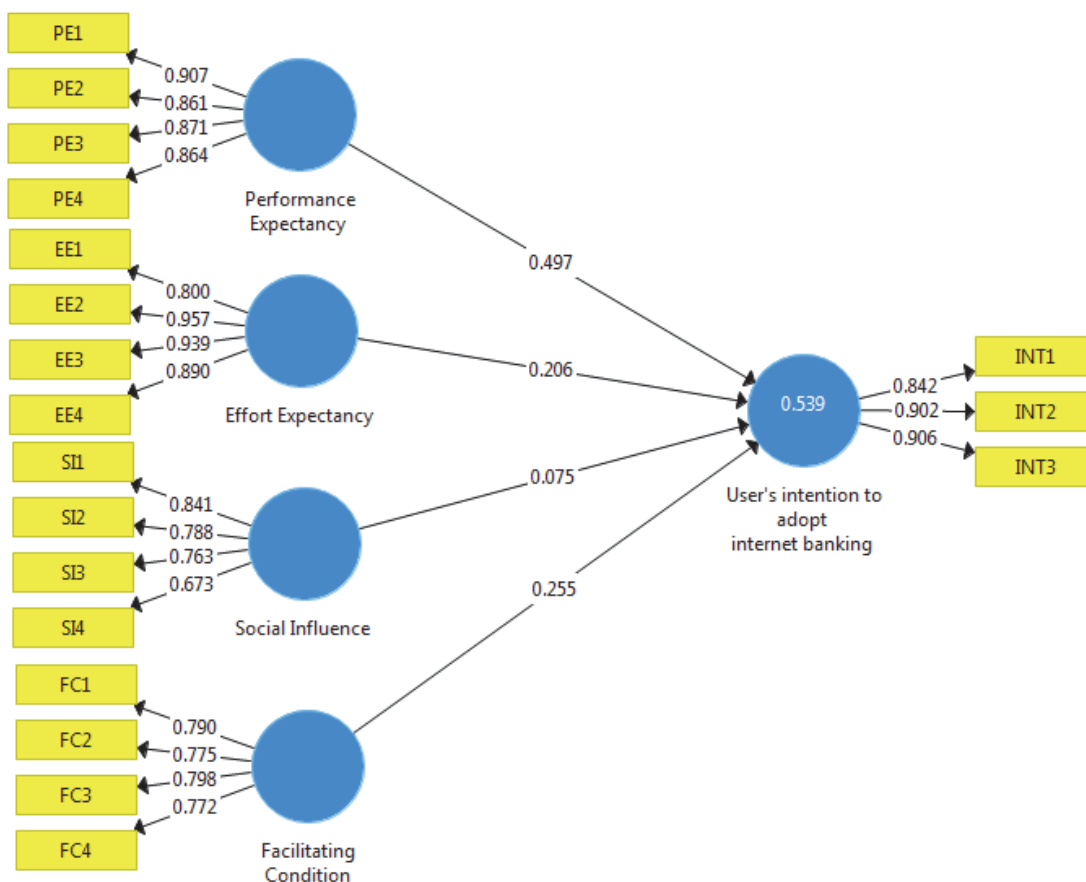 PE1
PE2
PE3
PE4
0.907
0.861
0.871
0.864
Performance
Expectancy
EE1
EE2
EE3
EE4
0.800
0.957
0.939
0.890
Effort Expectancy
SI1
SI2
SI3
SI4
0.841
0.788
0.763
0.673
Social Influence
FC1
FC2
FC3
FC4
0.790
0.775
0.798
0.772
Facilitating
Condition
0.497
0.206
0.075
0.255
0.539
User's intention to
adopt
internet banking
0.842
0.902
0.906
INT1
INT2
INT3